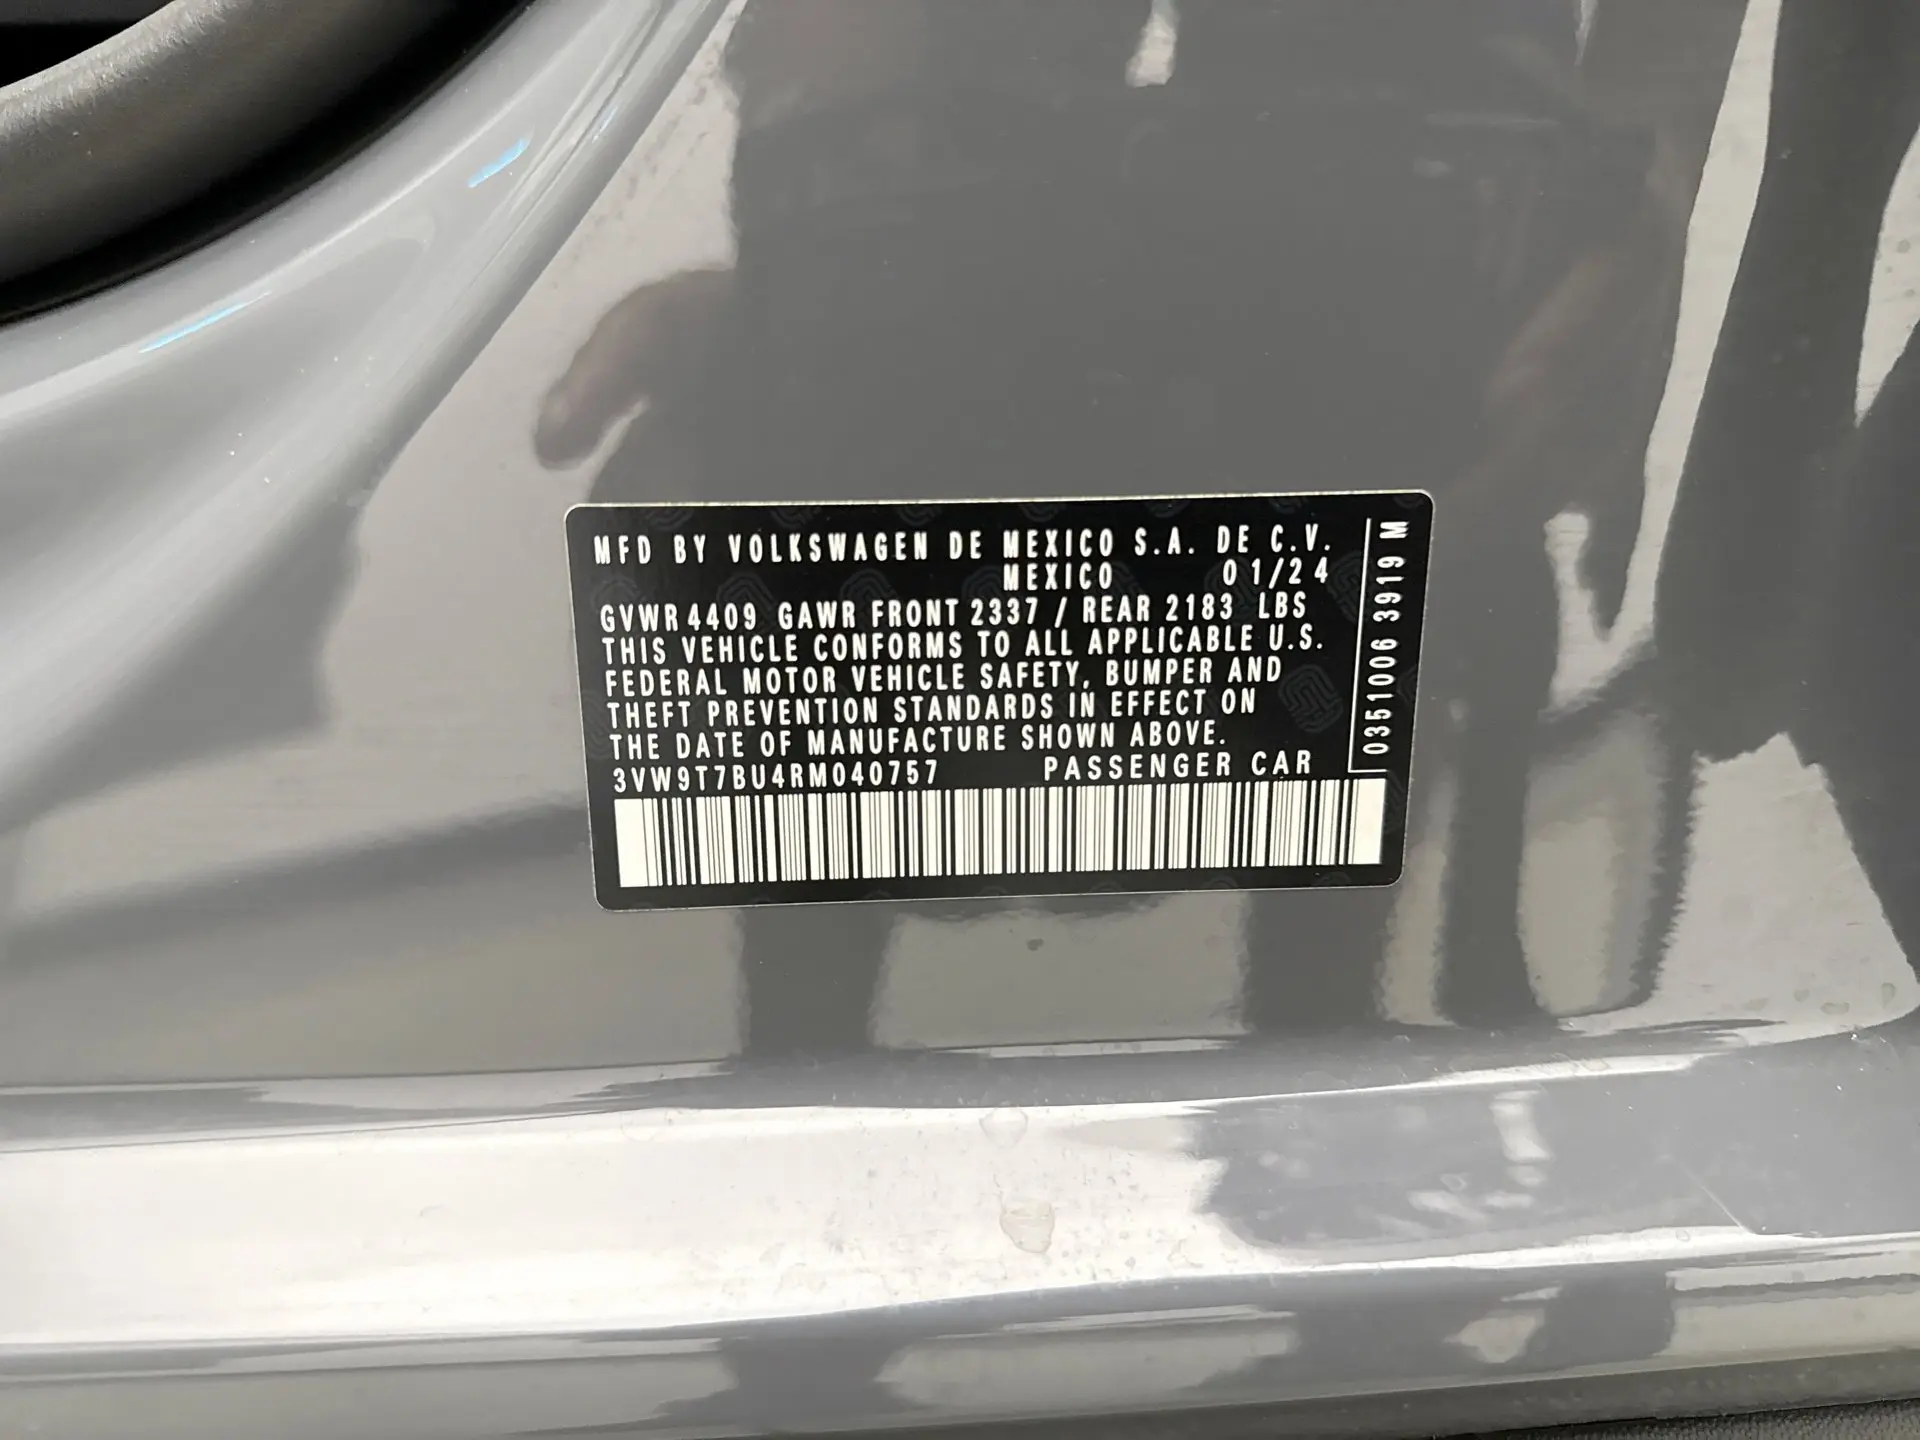 MFD BY VOLKSWAGEN DE MEXICO S.A. DE C.V.
MEXICO 01/24
GVWR 4409 GAWR FRONT 2337 / REAR 2183 LBS
THIS VEHICLE CONFORMS TO ALL APPLICABLE U.S.
FEDERAL MOTOR VEHICLE SAFETY, BUMPER AND
THEFT PREVENTION STANDARDS IN EFFECT ON
THE DATE OF MANUFACTURE SHOWN ABOVE.
3VW9T7BU4RM040757 PASSENGER CAR
0351006 3919 M